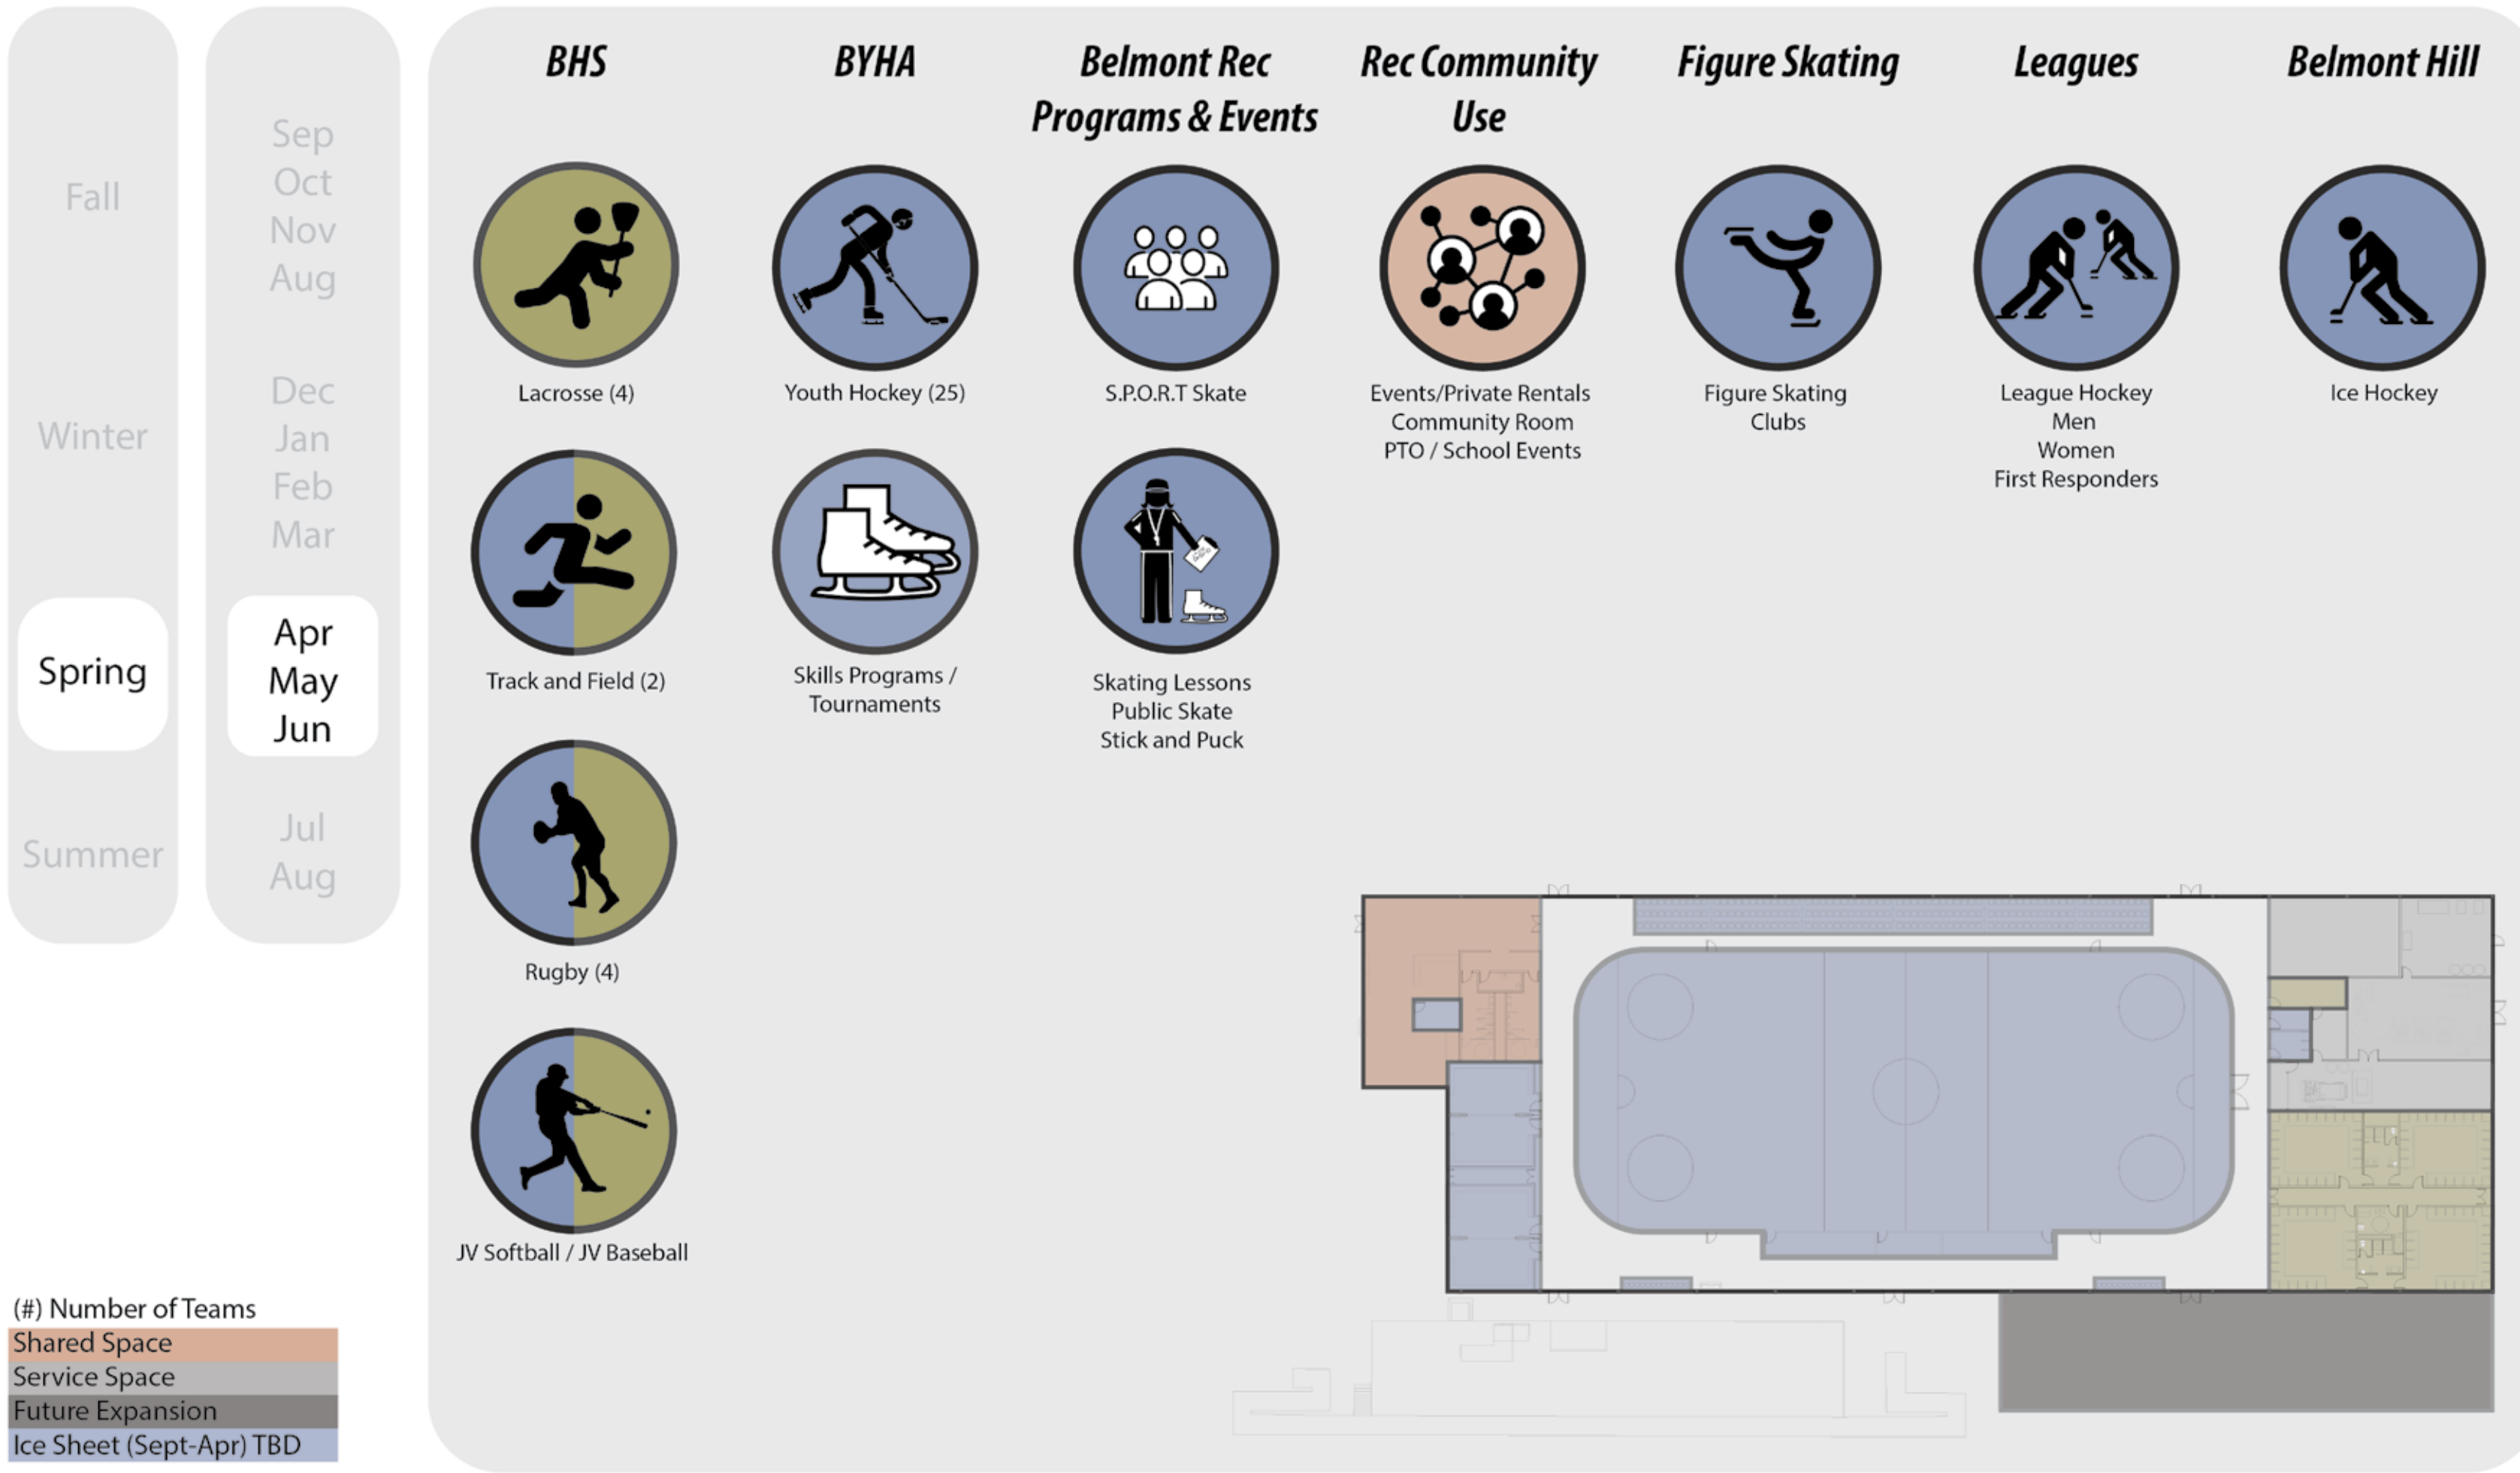 Fall
Winter
Spring
Summer
Sep
Oct
Nov
Aug
Dec
Jan
Feb
Mar
Apr
May
Jun
Jul
Aug
BHS
Lacrosse (4)
Track and Field (2)
Rugby (4)
JV Softball / JV Baseball
BYHA
Youth Hockey (25)
Skills Programs /
Tournaments
Belmont Rec
Programs & Events
S.P.O.R.T Skate
Skating Lessons
Public Skate
Stick and Puck
Rec Community
Use
Events/Private Rentals
Community Room
PTO / School Events
Figure Skating
Figure Skating
Clubs
Leagues
League Hockey
Men
Women
First Responders
Belmont Hill
Ice Hockey
(#) Number of Teams
Shared Space
Service Space
Future Expansion
Ice Sheet (Sept-Apr) TBD